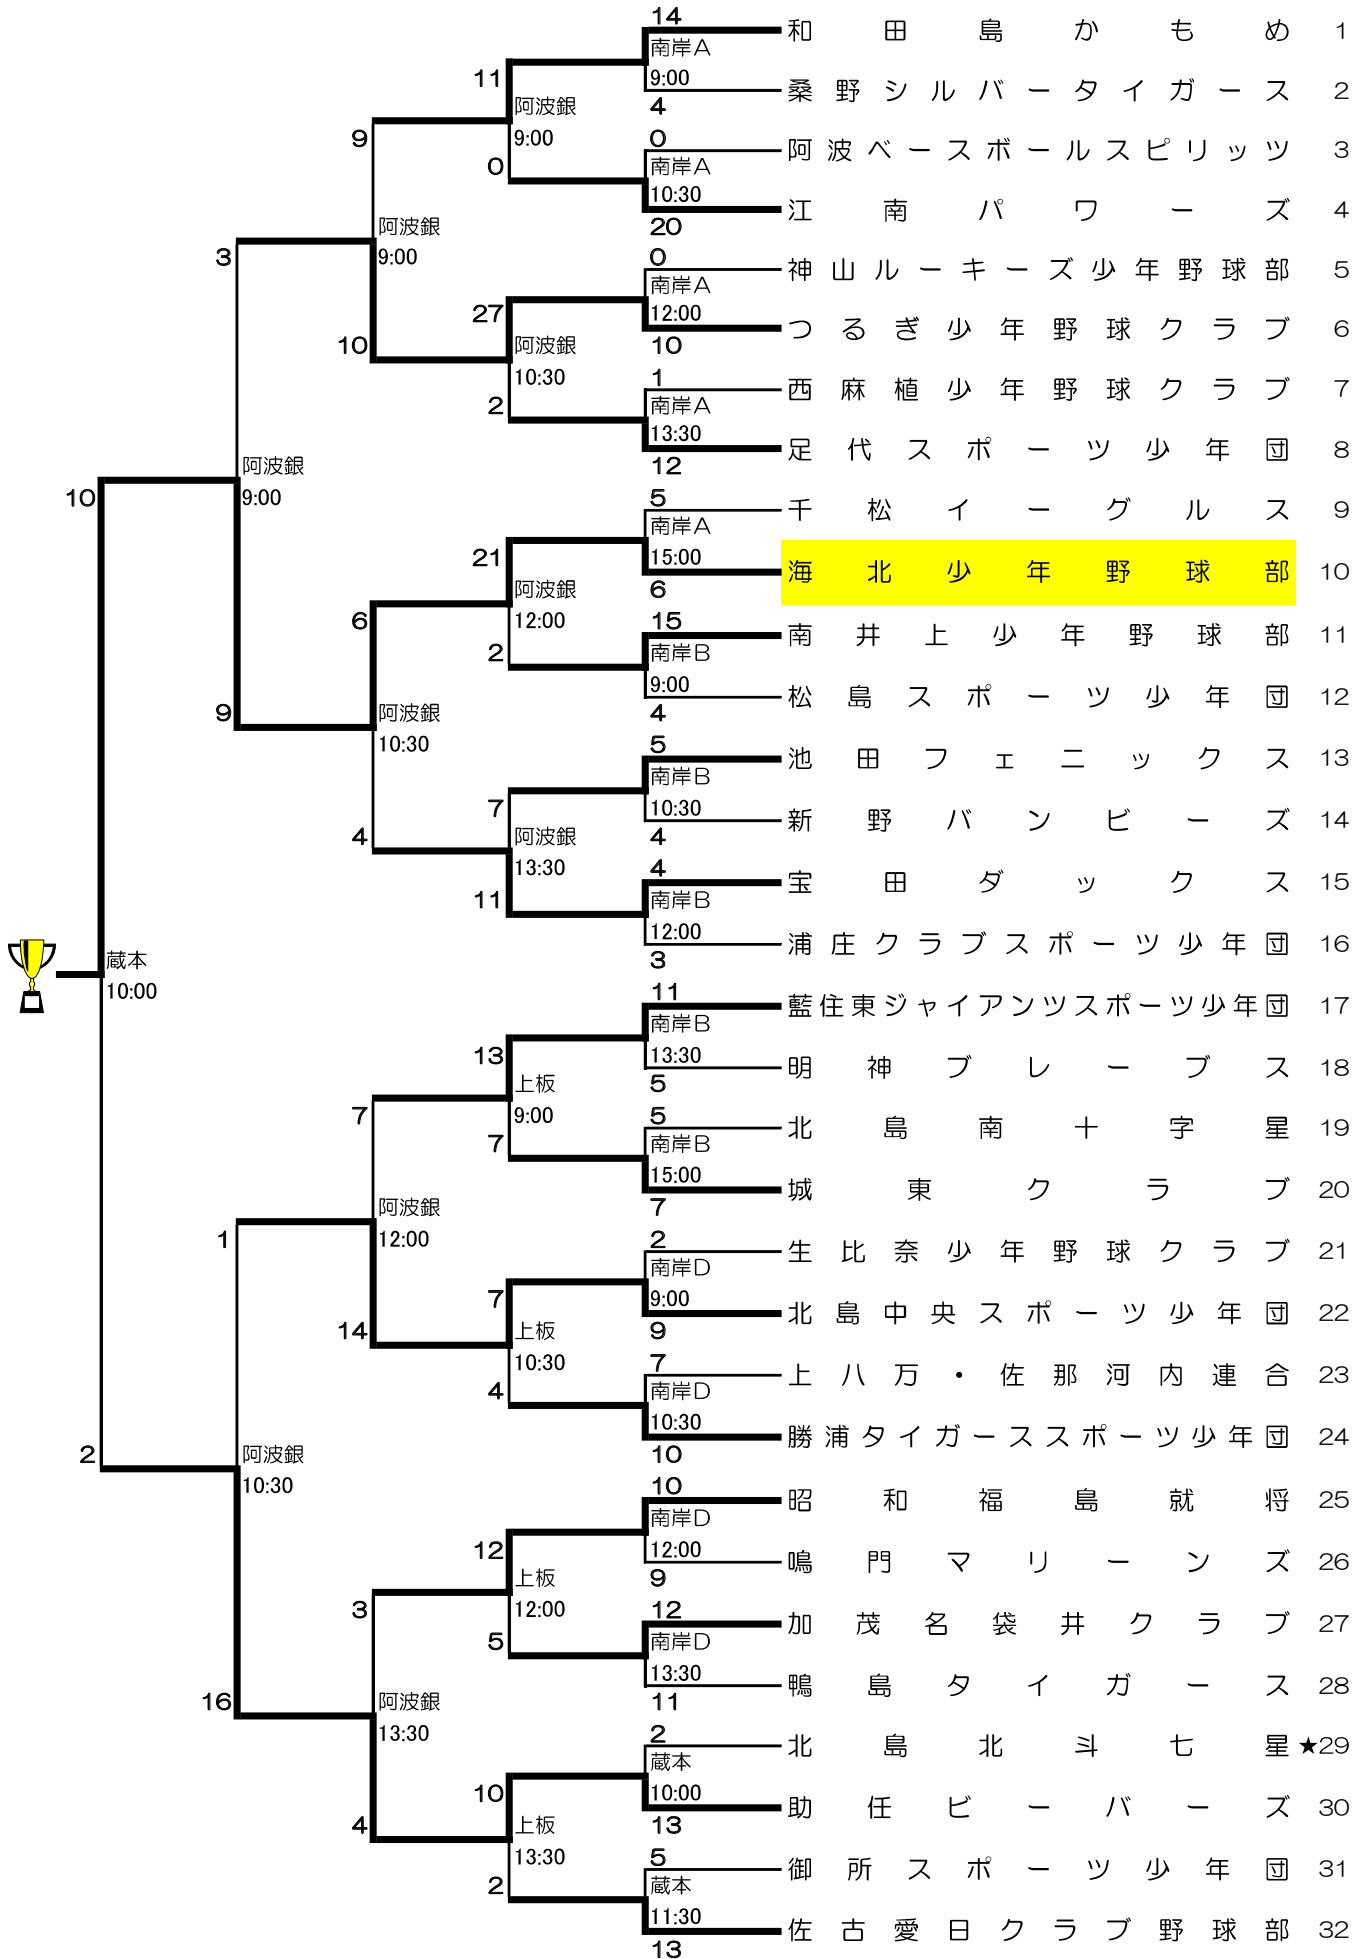 14
和田島かもめ 1
南岸A
11
9:00
桑野シルバータイガース 2
阿波銀
4
9
9:00
0
阿波ベースボールスピリッツ 3
0
南岸A
10:30
江南パワーズ 4
阿波銀
20
3
9:00
0
神山ルーキーズ少年野球部 5
南岸A
27
12:00
つるぎ少年野球クラブ 6
10
阿波銀
10
10:30
1
西麻植少年野球クラブ 7
2
南岸A
13:30
足代スポーツ少年団 8
阿波銀
12
10
9:00
5
千松イーグルス 9
南岸A
21
15:00
海北少年野球部 10
阿波銀
6
6
12:00
15
南井上少年野球部 11
2
南岸B
9:00
松島スポーツ少年団 12
9
阿波銀
4
10:30
5
池田フェニックス 13
南岸B
7
10:30
新野バンビーズ 14
4
阿波銀
4
13:30
4
宝田ダックス 15
11
南岸B
12:00
浦庄クラブスポーツ少年団 16
蔵本
3
10:00
11
藍住東ジャイアンツスポーツ少年団 17
南岸B
13
13:30
明神ブレーブス 18
上板
5
7
9:00
5
北島南十字星 19
7
南岸B
15:00
城東クラブ 20
阿波銀
7
1
12:00
2
生比奈少年野球クラブ 21
南岸D
7
9:00
北島中央スポーツ少年団 22
14
上板
9
10:30
7
上八万・佐那河内連合 23
4
南岸D
10:30
勝浦タイガーススポーツ少年団 24
2
阿波銀
10
10:30
10
昭和福島就将 25
南岸D
12
12:00
鳴門マリーンズ 26
上板
9
3
12:00
12
加茂名袋井クラブ 27
5
南岸D
13:30
鴨島タイガース 28
16
阿波銀
11
13:30
2
北島北斗七星 ★29
蔵本
10
10:00
助任ビーバーズ 30
4
上板
13
13:30
5
御所スポーツ少年団 31
2
蔵本
11:30
佐古愛日クラブ野球部 32
13